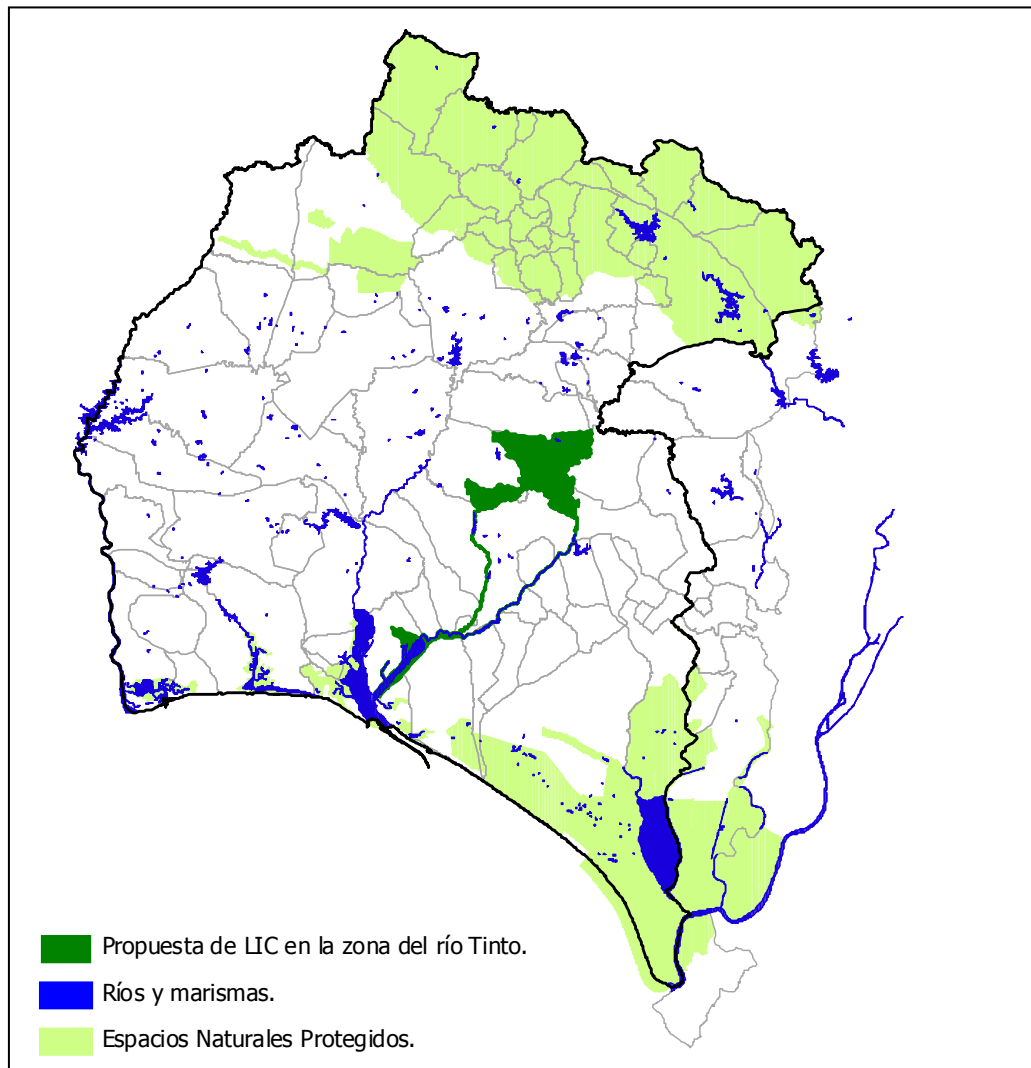 Propuesta de LIC en la zona del río Tinto.
Ríos y marismas.
Espacios Naturales Protegidos.